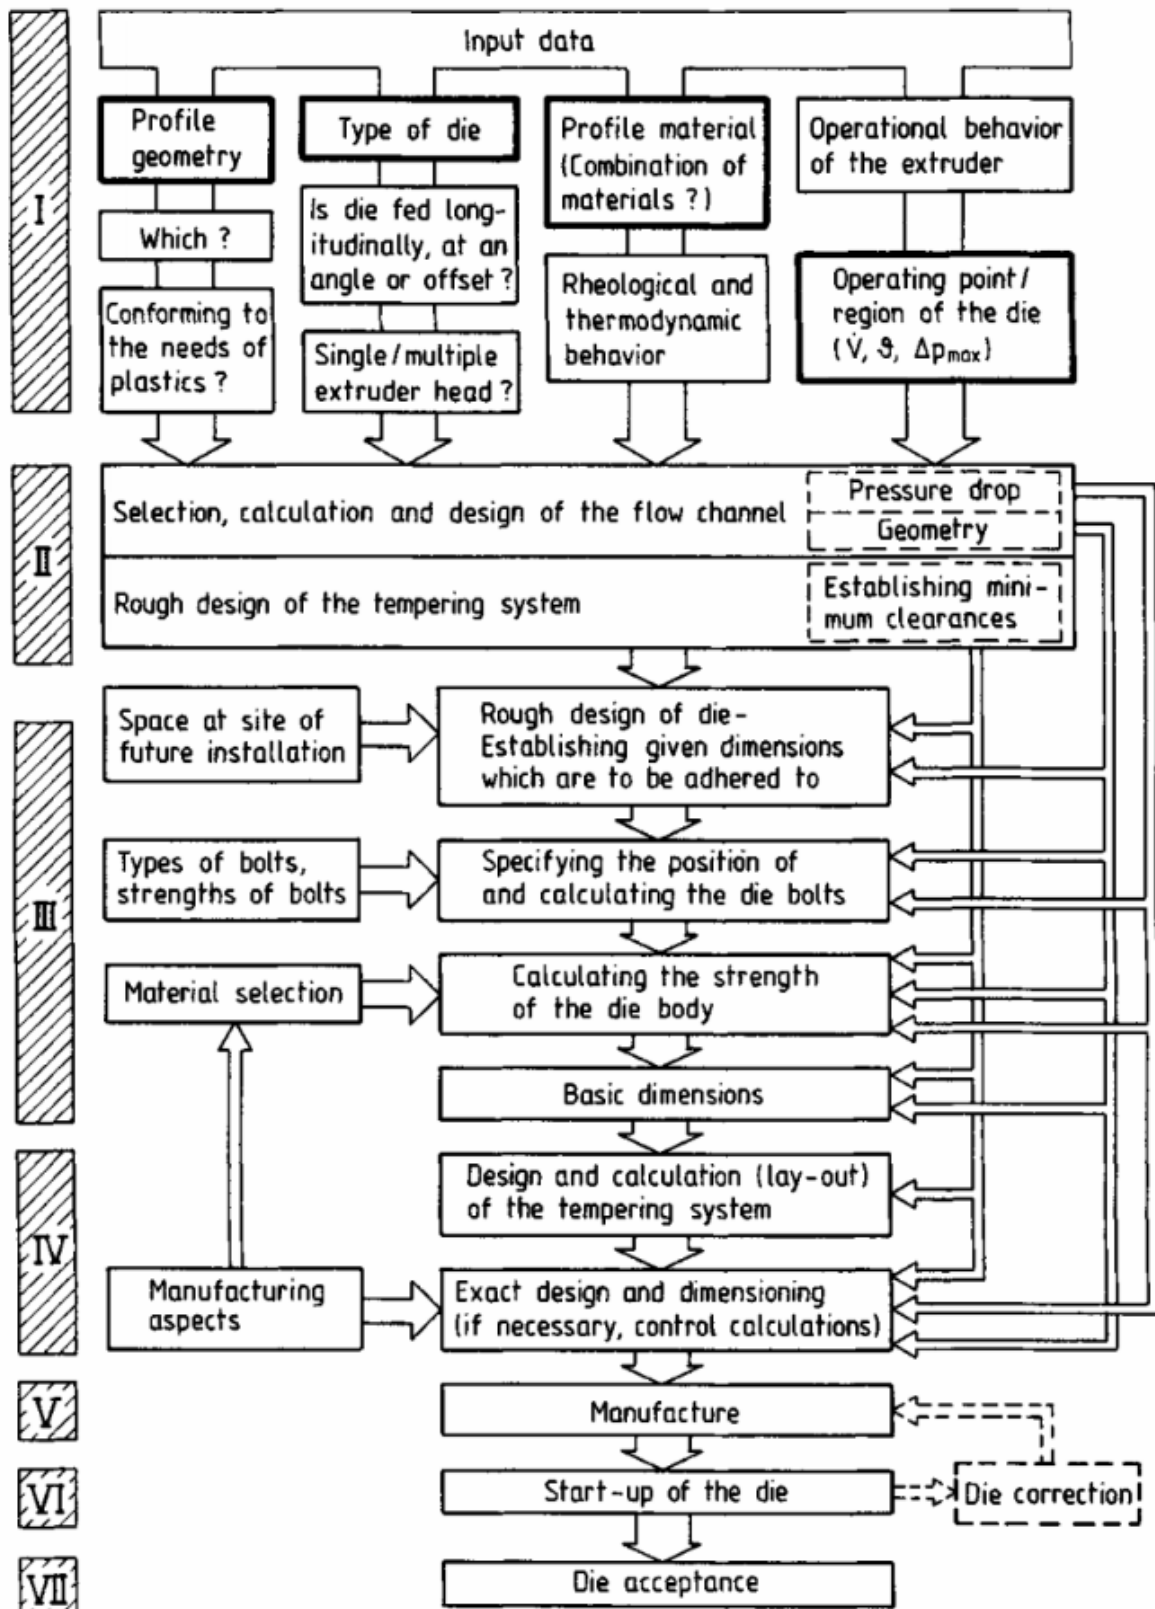 Input data
I
Profile
geometry
Which ?
Conforming to
the needs of
plastics ?
Type of die
Is die fed long-
itudinally, at an
angle or offset ?
Single/multiple
extruder head ?
Profile material
(Combination of
materials ?)
Rheological and
thermodynamic
behavior
Operational behavior
of the extruder
Operating point/
region of the die
(V̇, ϑ, Δpmax)
II
Selection, calculation and design of the flow channel
Pressure drop
Geometry
Rough design of the tempering system
Establishing mini-
mum clearances
III
Space at site of
future installation
Rough design of die-
Establishing given dimensions
which are to be adhered to
Types of bolts,
strengths of bolts
Specifying the position of
and calculating the die bolts
Material selection
Calculating the strength
of the die body
Basic dimensions
IV
Design and calculation (lay-out)
of the tempering system
Manufacturing
aspects
Exact design and dimensioning
(if necessary, control calculations)
V
Manufacture
VI
Start-up of the die
Die correction
VII
Die acceptance